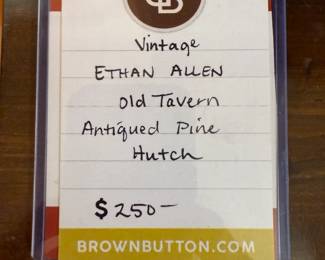 Vintage
ETHAN ALLEN
Old Tavern
Antiqued Pine
Hutch
$250—
BROWNBUTTON.COM